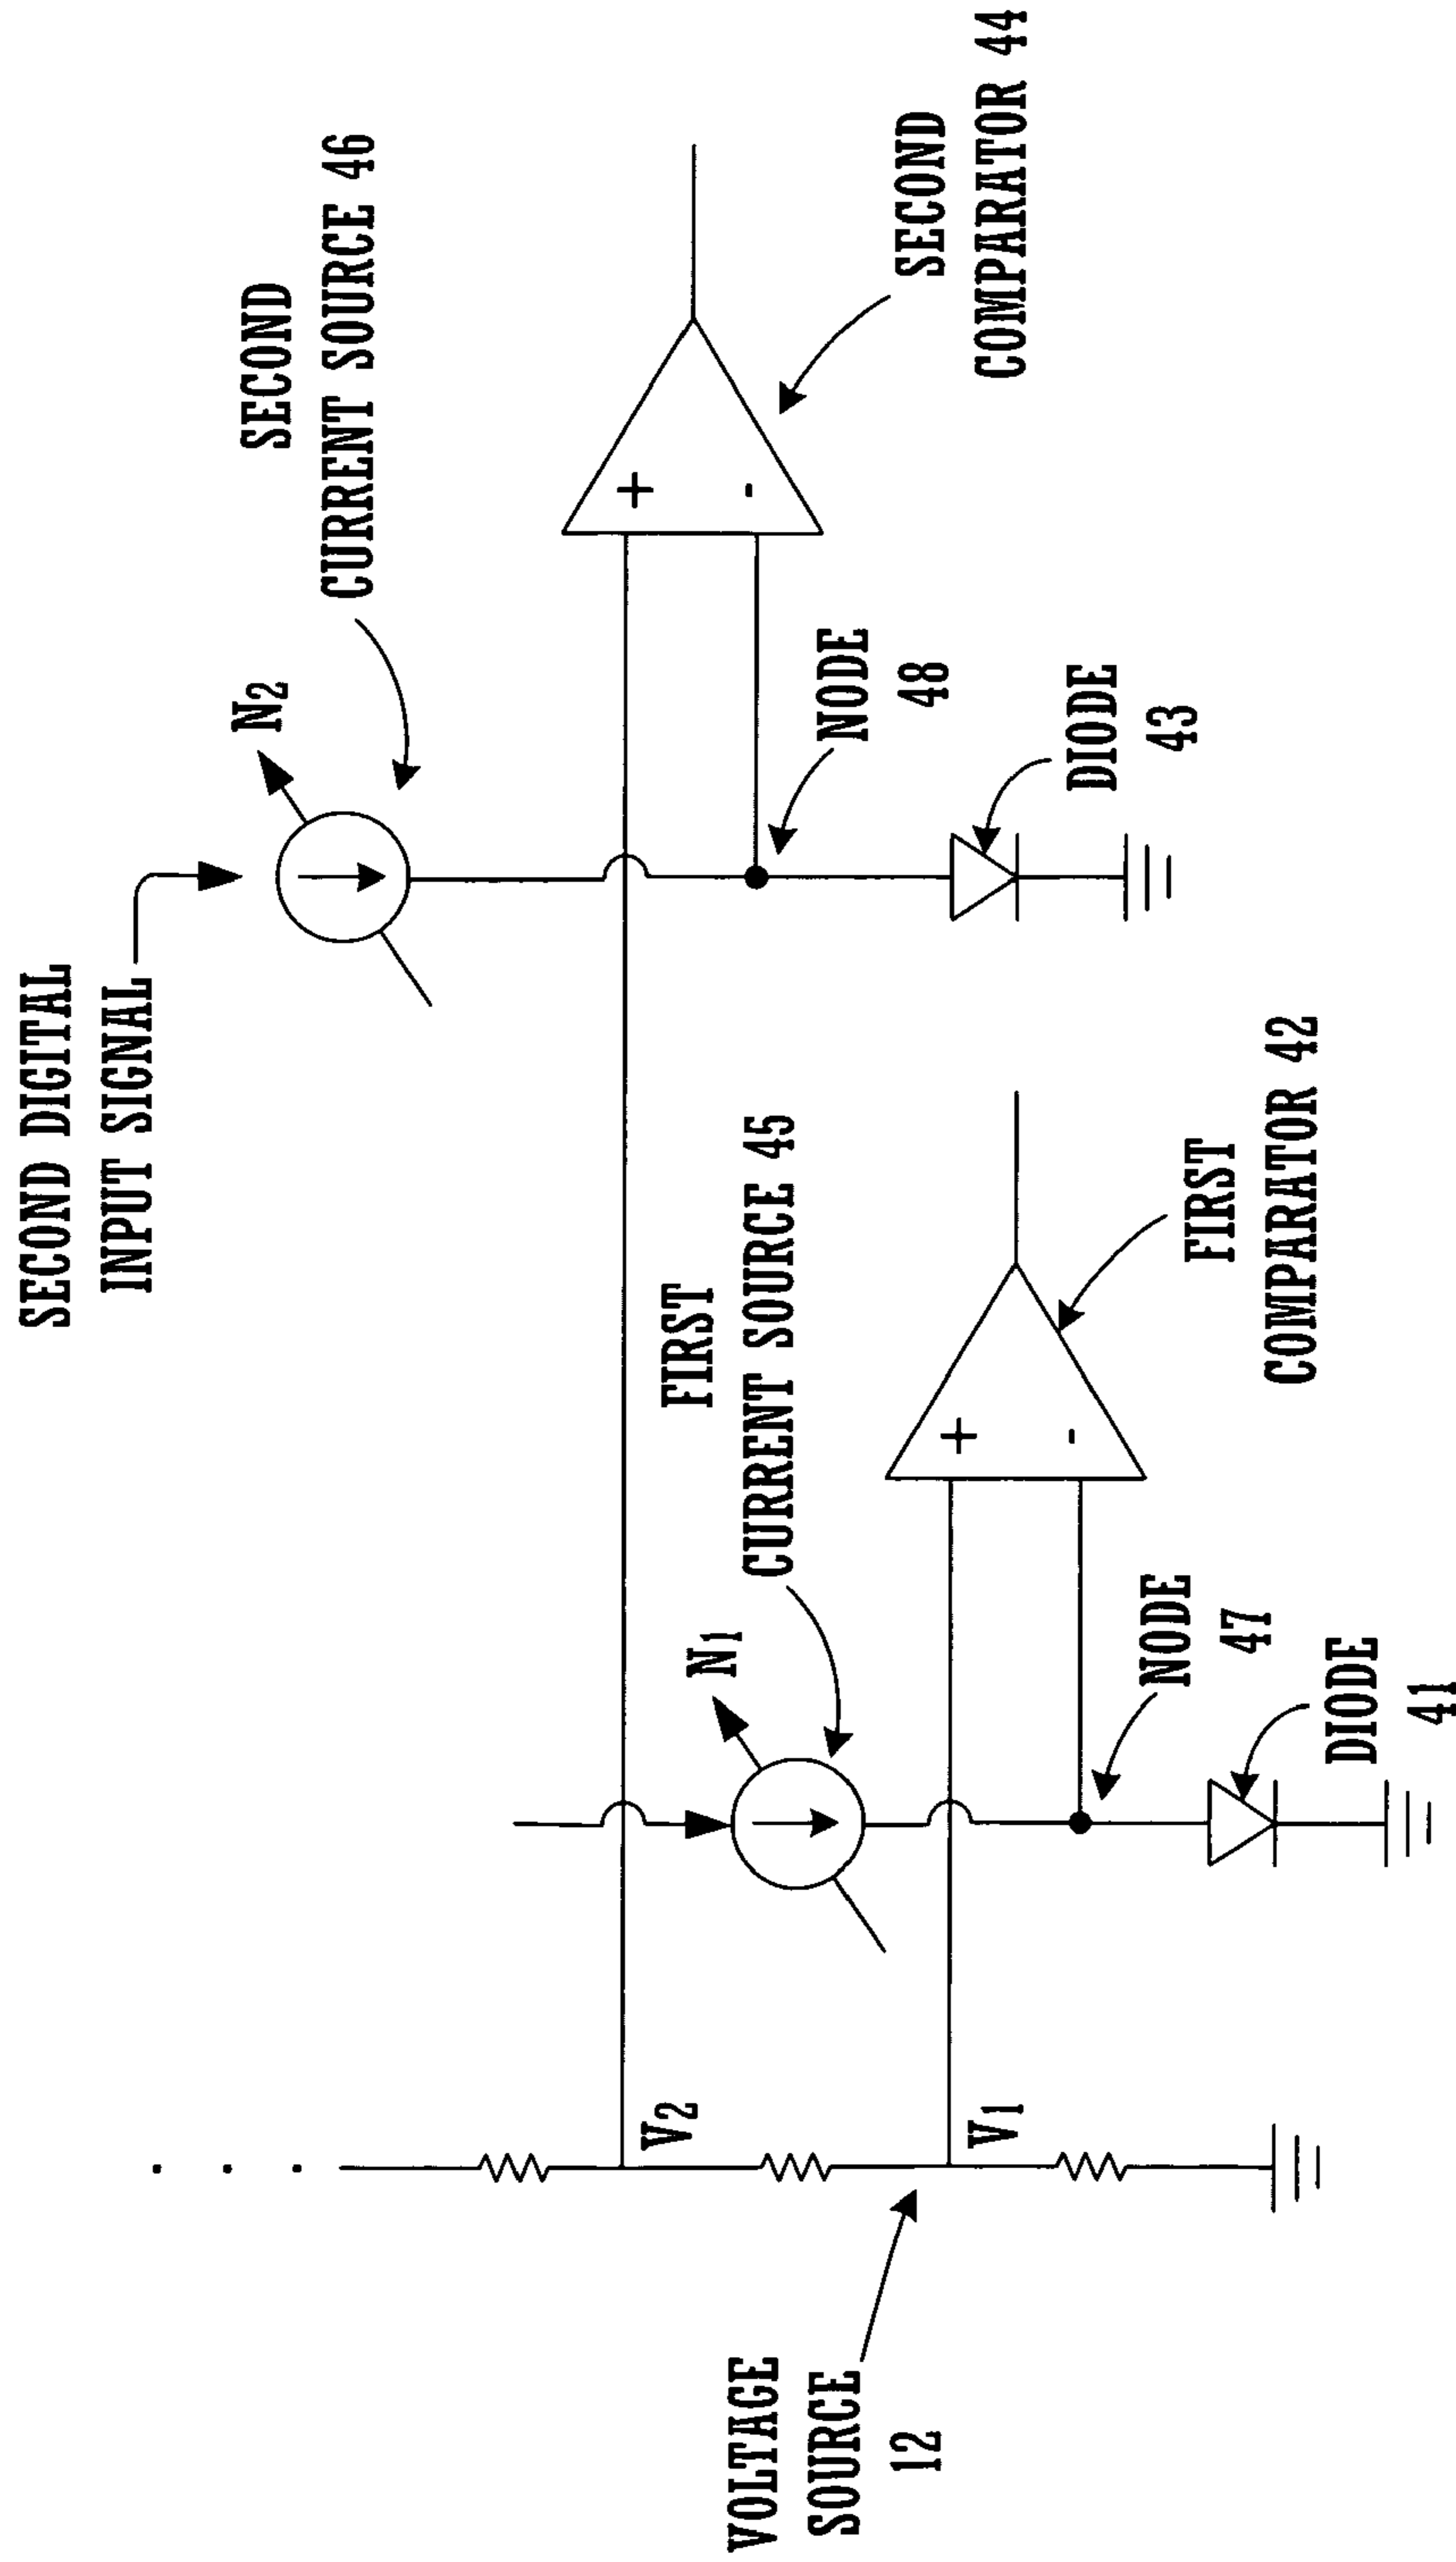 SECOND DIGITAL
INPUT SIGNAL
N2
SECOND
CURRENT SOURCE 46
+
-
SECOND
COMPARATOR 44
NODE
48
DIODE
43
FIRST
CURRENT SOURCE 45
N1
+
-
FIRST
COMPARATOR 42
NODE
47
DIODE
41
V2
V1
VOLTAGE
SOURCE
12